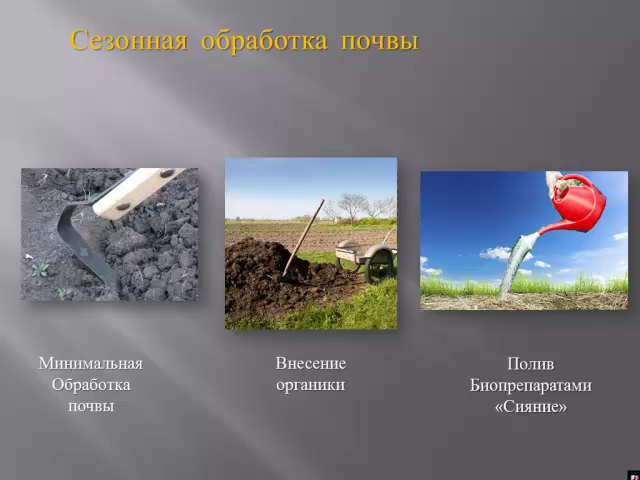 Сезонная обработка почвы
Минимальная
Обработка
почвы
Внесение
органики
Полив
Биопрепаратами
«Сияние»